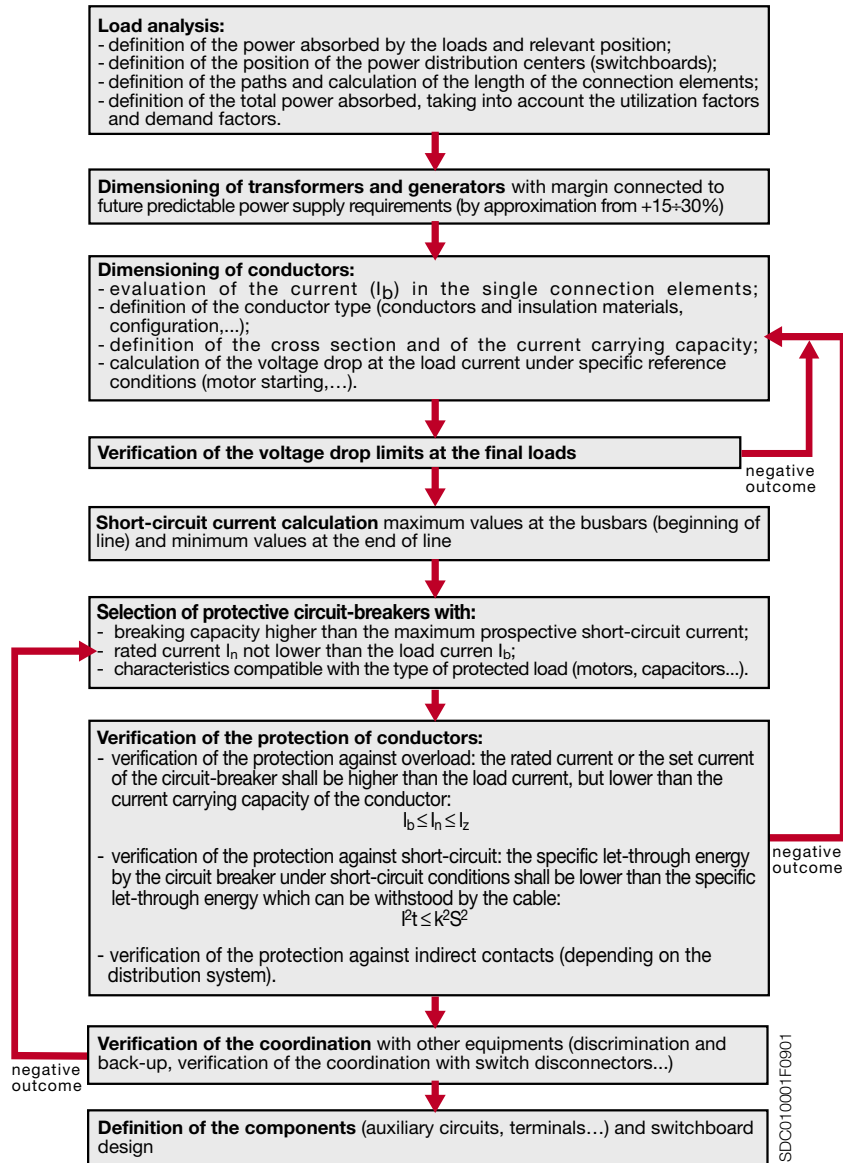 Load analysis:
- definition of the power absorbed by the loads and relevant position;
- definition of the position of the power distribution centers (switchboards);
- definition of the paths and calculation of the length of the connection elements;
- definition of the total power absorbed, taking into account the utilization factors
and demand factors.
Dimensioning of transformers and generators with margin connected to
future predictable power supply requirements (by approximation from +15÷30%)
Dimensioning of conductors:
- evaluation of the current (Ib) in the single connection elements;
- definition of the conductor type (conductors and insulation materials,
configuration,...);
- definition of the cross section and of the current carrying capacity;
- calculation of the voltage drop at the load current under specific reference
conditions (motor starting,…).
Verification of the voltage drop limits at the final loads
negative
outcome
Short-circuit current calculation maximum values at the busbars (beginning of
line) and minimum values at the end of line
Selection of protective circuit-breakers with:
- breaking capacity higher than the maximum prospective short-circuit current;
- rated current In not lower than the load curren Ib;
- characteristics compatible with the type of protected load (motors, capacitors...).
Verification of the protection of conductors:
- verification of the protection against overload: the rated current or the set current
of the circuit-breaker shall be higher than the load current, but lower than the
current carrying capacity of the conductor:
Ib ≤ In ≤ Iz
- verification of the protection against short-circuit: the specific let-through energy
by the circuit breaker under short-circuit conditions shall be lower than the specific
let-through energy which can be withstood by the cable:
I²t ≤ k²S²
- verification of the protection against indirect contacts (depending on the
distribution system).
negative
outcome
Verification of the coordination with other equipments (discrimination and
back-up, verification of the coordination with switch disconnectors...)
negative
outcome
Definition of the components (auxiliary circuits, terminals…) and switchboard
design
SDC010001F0901